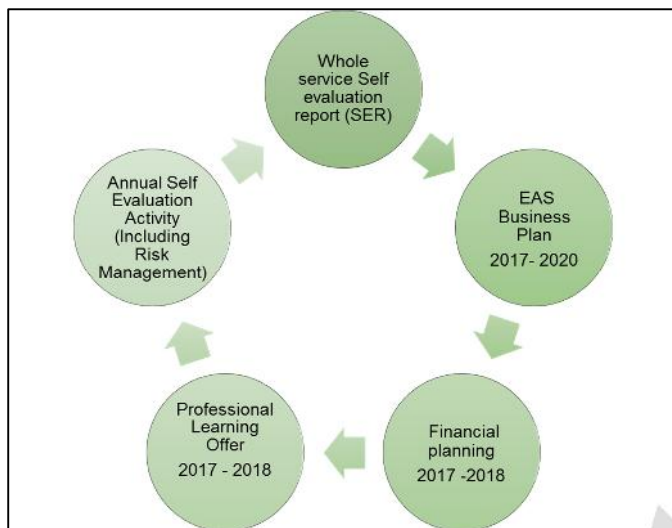 Whole
service Self
evaluation
report (SER)
EAS
Business
Plan
2017- 2020
Financial
planning
2017 -2018
Professional
Learning
Offer
2017 - 2018
Annual Self
Evaluation
Activity
(Including
Risk
Management)